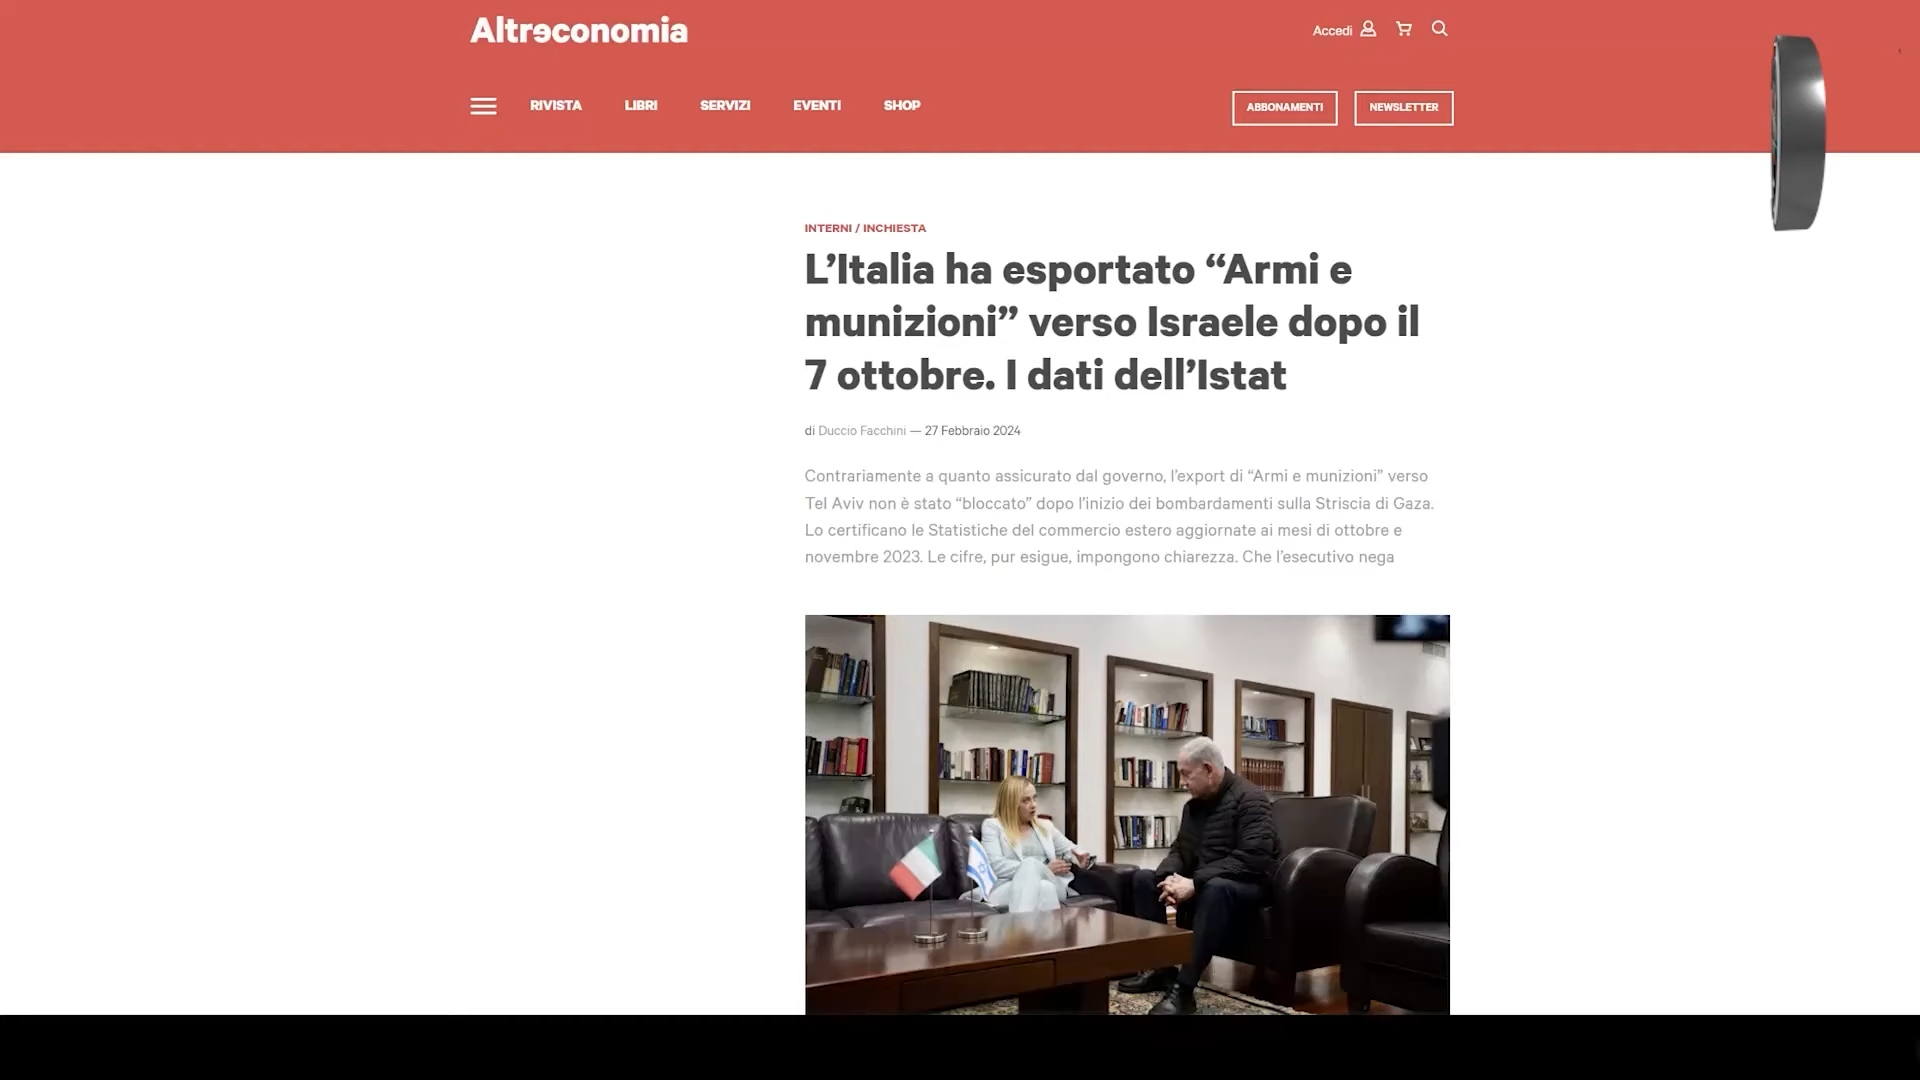 Altrɘconomia
Accedi
RIVISTA LIBRI SERVIZI EVENTI SHOP
ABBONAMENTI NEWSLETTER
INTERNI / INCHIESTA
L’Italia ha esportato “Armi e
munizioni” verso Israele dopo il
7 ottobre. I dati dell’Istat
di Duccio Facchini — 27 Febbraio 2024
Contrariamente a quanto assicurato dal governo, l’export di “Armi e munizioni” verso
Tel Aviv non è stato “bloccato” dopo l’inizio dei bombardamenti sulla Striscia di Gaza.
Lo certificano le Statistiche del commercio estero aggiornate ai mesi di ottobre e
novembre 2023. Le cifre, pur esigue, impongono chiarezza. Che l’esecutivo nega